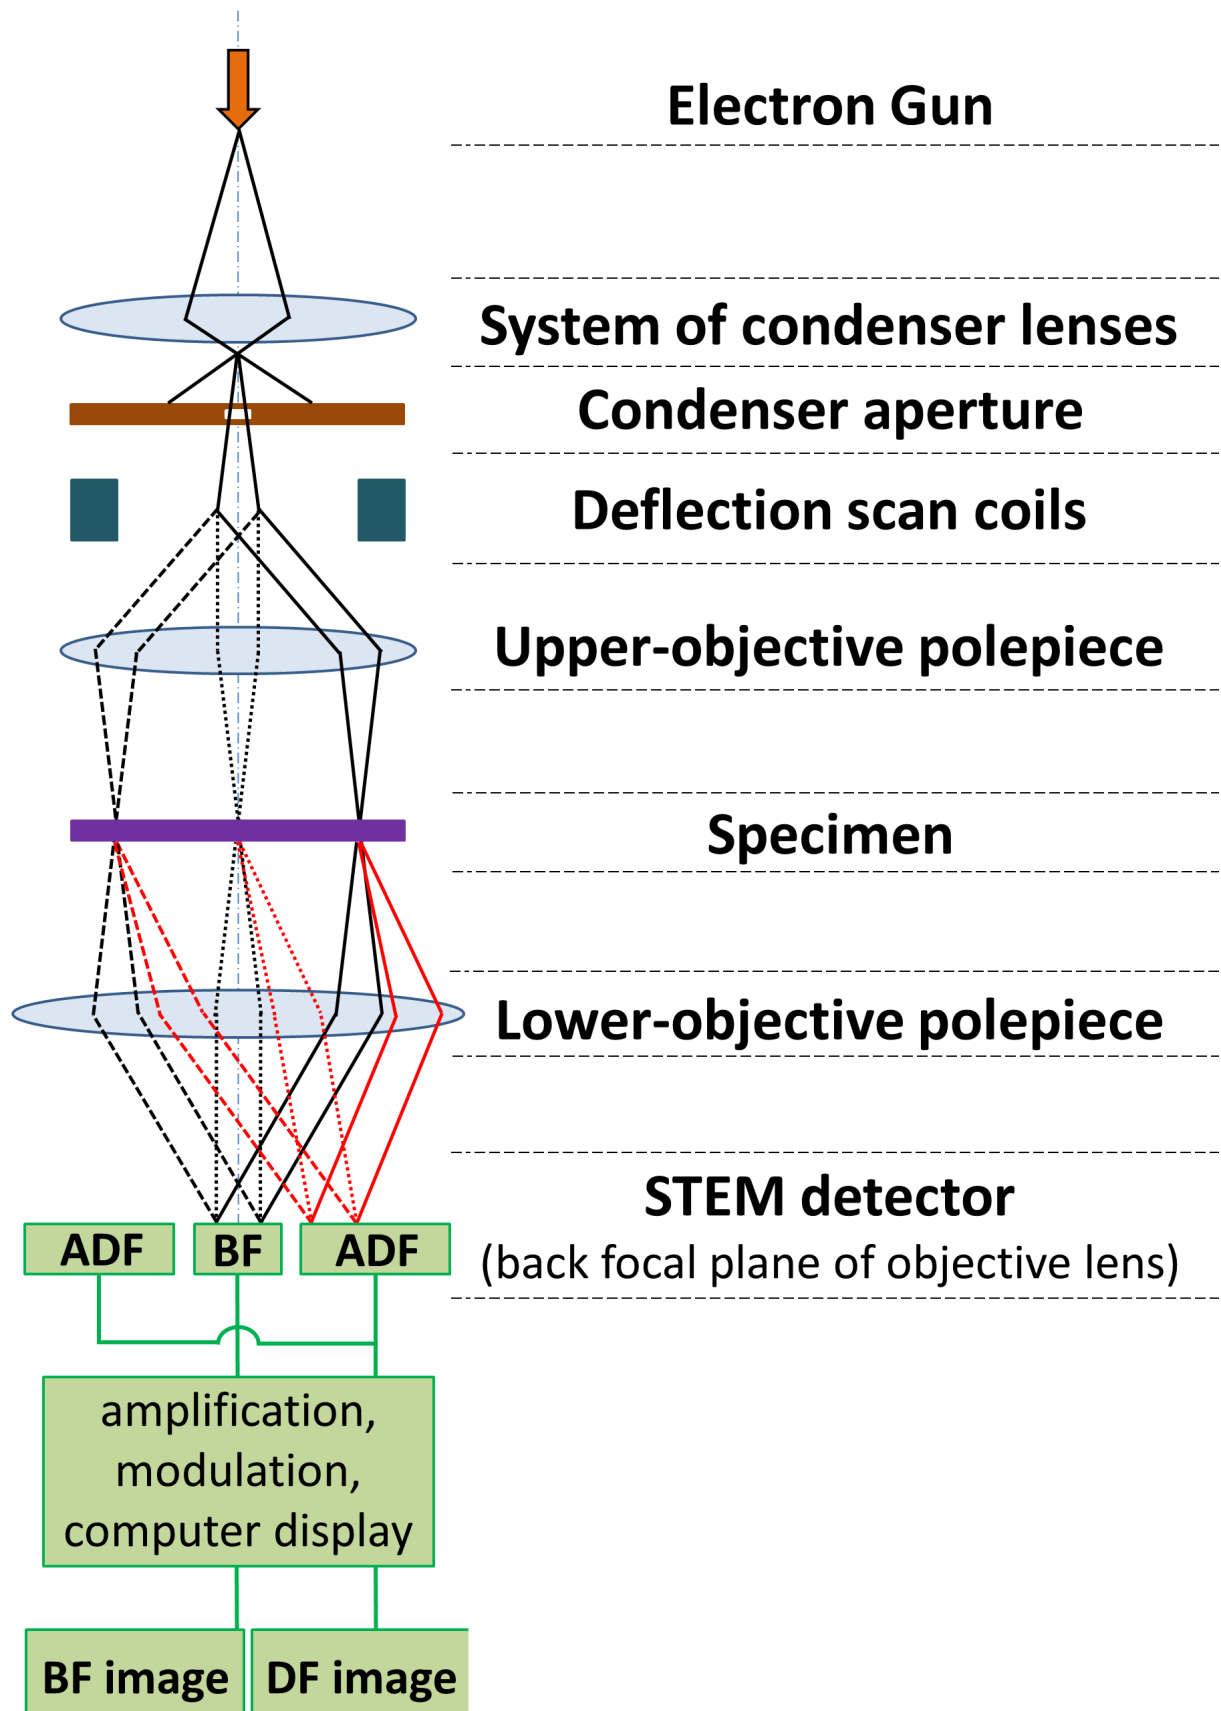 Electron Gun
System of condenser lenses
Condenser aperture
Deflection scan coils
Upper-objective polepiece
Specimen
Lower-objective polepiece
STEM detector
(back focal plane of objective lens)
ADF
BF
ADF
amplification,
modulation,
computer display
BF image
DF image